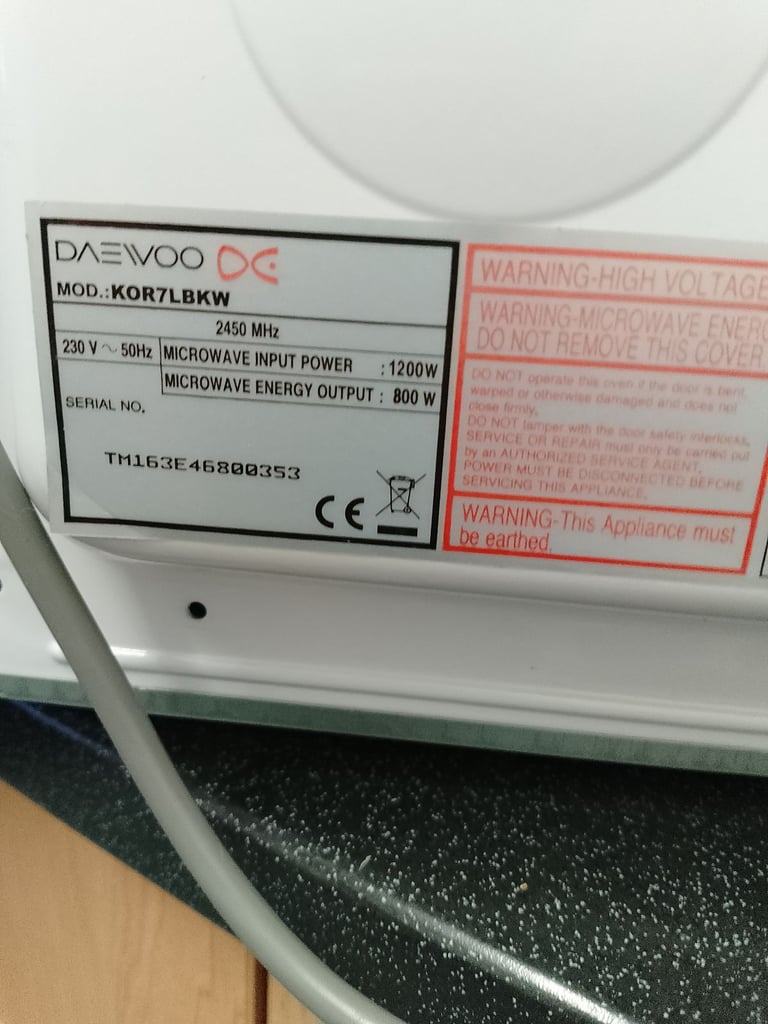 DAEWOO
MOD.:KOR7LBKW
2450 MHz
230 V ~ 50Hz
MICROWAVE INPUT POWER : 1200W
MICROWAVE ENERGY OUTPUT : 800 W
SERIAL NO.
TM163E46800353
CE
WARNING-HIGH VOLTAGE
WARNING-MICROWAVE ENERG
DO NOT REMOVE THIS COVER
DO NOT operate this oven if the door is bent,
warped or otherwise damaged and does not
close firmly.
DO NOT tamper with the door safety interlocks,
SERVICE OR REPAIR must only be carried out
by an AUTHORIZED SERVICE AGENT.
POWER MUST BE DISCONNECTED BEFORE
SERVICING THIS APPLIANCE.
WARNING-This Appliance must
be earthed.